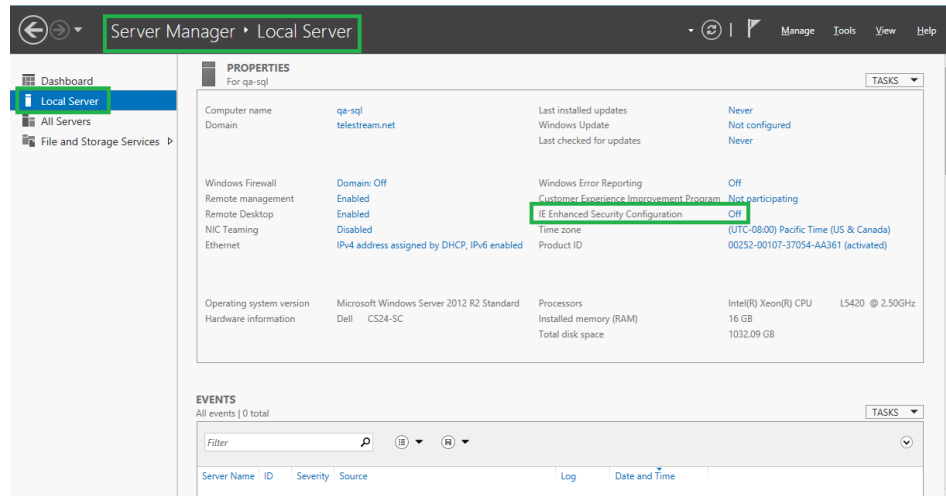 Server Manager ‣ Local Server
Manage Tools View Help
Dashboard
Local Server
All Servers
File and Storage Services
PROPERTIES
For qa-sql
TASKS
Computer name qa-sql Last installed updates Never
Domain telestream.net Windows Update Not configured
Last checked for updates Never
Windows Firewall Domain: Off Windows Error Reporting Off
Remote management Enabled Customer Experience Improvement Program Not participating
Remote Desktop Enabled IE Enhanced Security Configuration Off
NIC Teaming Disabled Time zone (UTC-08:00) Pacific Time (US & Canada)
Ethernet IPv4 address assigned by DHCP, IPv6 enabled Product ID 00252-00107-37054-AA361 (activated)
Operating system version Microsoft Windows Server 2012 R2 Standard Processors Intel(R) Xeon(R) CPU L5420 @ 2.50GHz
Hardware information Dell CS24-SC Installed memory (RAM) 16 GB
Total disk space 1032.09 GB
EVENTS
All events | 0 total
TASKS
Filter
Server Name ID Severity Source Log Date and Time